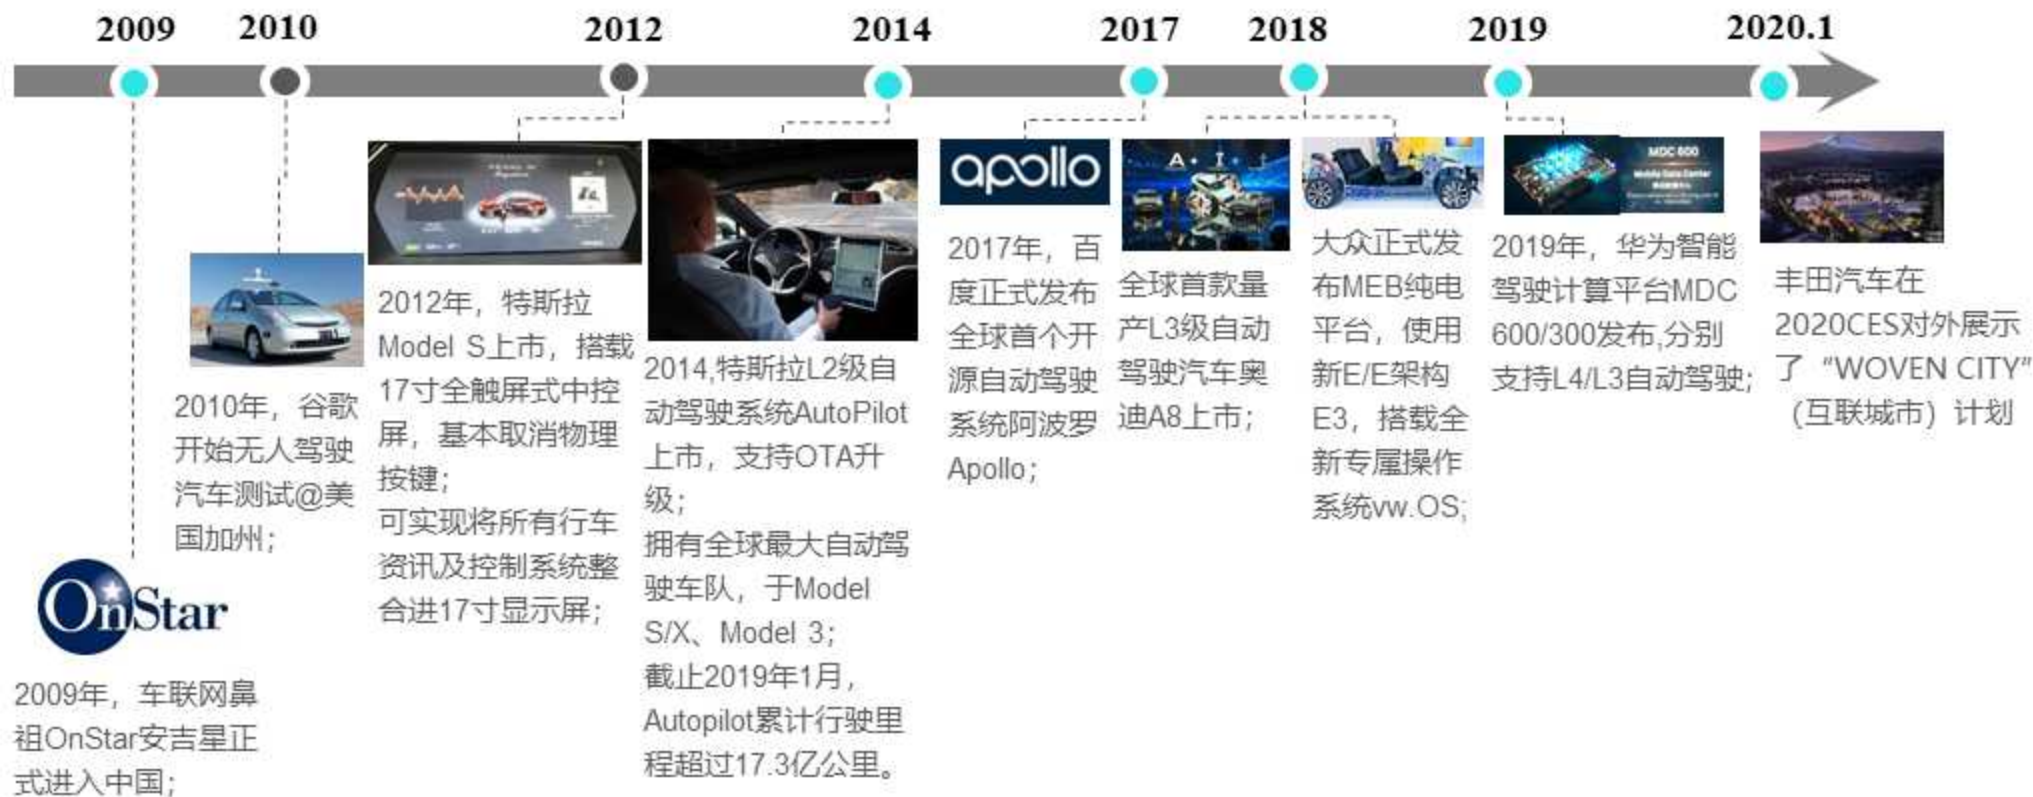 2009
2010
2012
2014
2017
2018
2019
2020.1
OnStar
2009年，车联网鼻
祖OnStar安吉星正
式进入中国；
2010年，谷歌
开始无人驾驶
汽车测试@美
国加州；
2012年，特斯拉
Model S上市，搭载
17寸全触屏式中控
屏，基本取消物理
按键；
可实现将所有行车
资讯及控制系统整
合进17寸显示屏；
2014,特斯拉L2级自
动驾驶系统AutoPilot
上市，支持OTA升
级；
拥有全球最大自动驾
驶车队，于Model
S/X、Model 3；
截止2019年1月，
Autopilot累计行驶里
程超过17.3亿公里。
apollo
2017年，百
度正式发布
全球首个开
源自动驾驶
系统阿波罗
Apollo；
全球首款量
产L3级自动
驾驶汽车奥
迪A8上市；
大众正式发
布MEB纯电
平台，使用
新E/E架构
E3，搭载全
新专属操作
系统vw.OS;
MDC 600
Mobile Data Center
2019年，华为智能
驾驶计算平台MDC
600/300发布,分别
支持L4/L3自动驾驶;
丰田汽车在
2020CES对外展示
了“WOVEN CITY”
（互联城市）计划